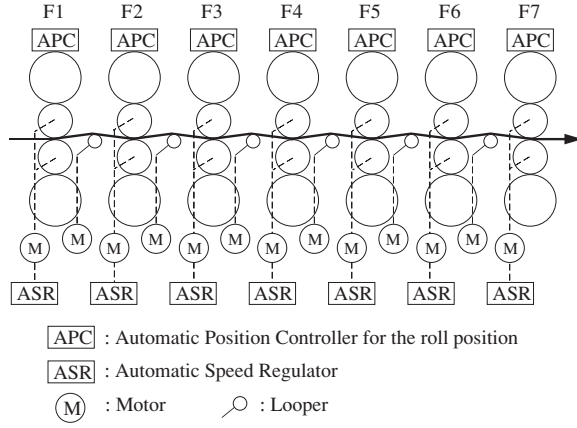 F1 F2 F3 F4 F5 F6 F7
APC APC APC APC APC APC APC
M M M M M M M M M M M M M
ASR ASR ASR ASR ASR ASR ASR
APC : Automatic Position Controller for the roll position
ASR : Automatic Speed Regulator
M : Motor : Looper